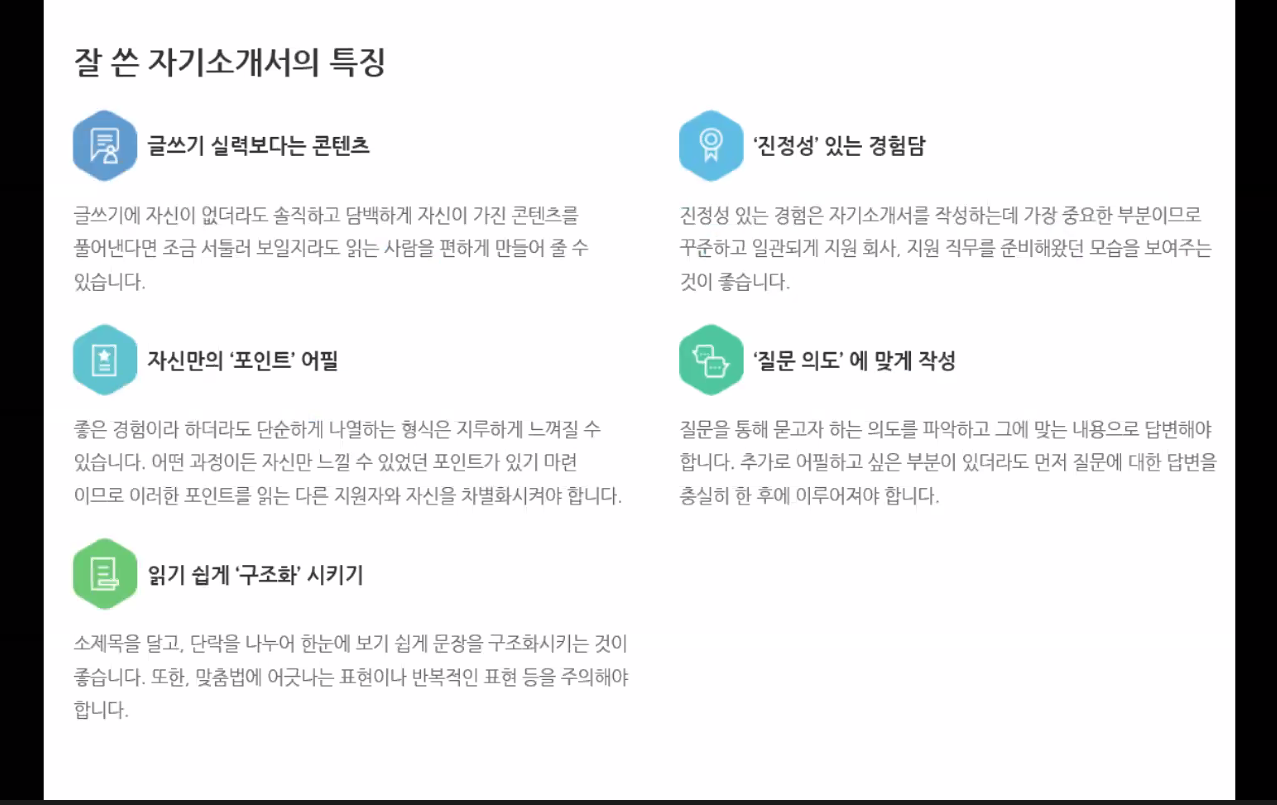 잘 쓴 자기소개서의 특징
글쓰기 실력보다는 콘텐츠
글쓰기에 자신이 없더라도 솔직하고 담백하게 자신이 가진 콘텐츠를
풀어낸다면 조금 서툴러 보일지라도 읽는 사람을 편하게 만들어 줄 수
있습니다.
‘진정성’ 있는 경험담
진정성 있는 경험은 자기소개서를 작성하는데 가장 중요한 부분이므로
꾸준하고 일관되게 지원 회사, 지원 직무를 준비해왔던 모습을 보여주는
것이 좋습니다.
자신만의 ‘포인트’ 어필
좋은 경험이라 하더라도 단순하게 나열하는 형식은 지루하게 느껴질 수
있습니다. 어떤 과정이든 자신만 느낄 수 있었던 포인트가 있기 마련
이므로 이러한 포인트를 읽는 다른 지원자와 자신을 차별화시켜야 합니다.
‘질문 의도’ 에 맞게 작성
질문을 통해 묻고자 하는 의도를 파악하고 그에 맞는 내용으로 답변해야
합니다. 추가로 어필하고 싶은 부분이 있더라도 먼저 질문에 대한 답변을
충실히 한 후에 이루어져야 합니다.
읽기 쉽게 ‘구조화’ 시키기
소제목을 달고, 단락을 나누어 한눈에 보기 쉽게 문장을 구조화시키는 것이
좋습니다. 또한, 맞춤법에 어긋나는 표현이나 반복적인 표현 등을 주의해야
합니다.